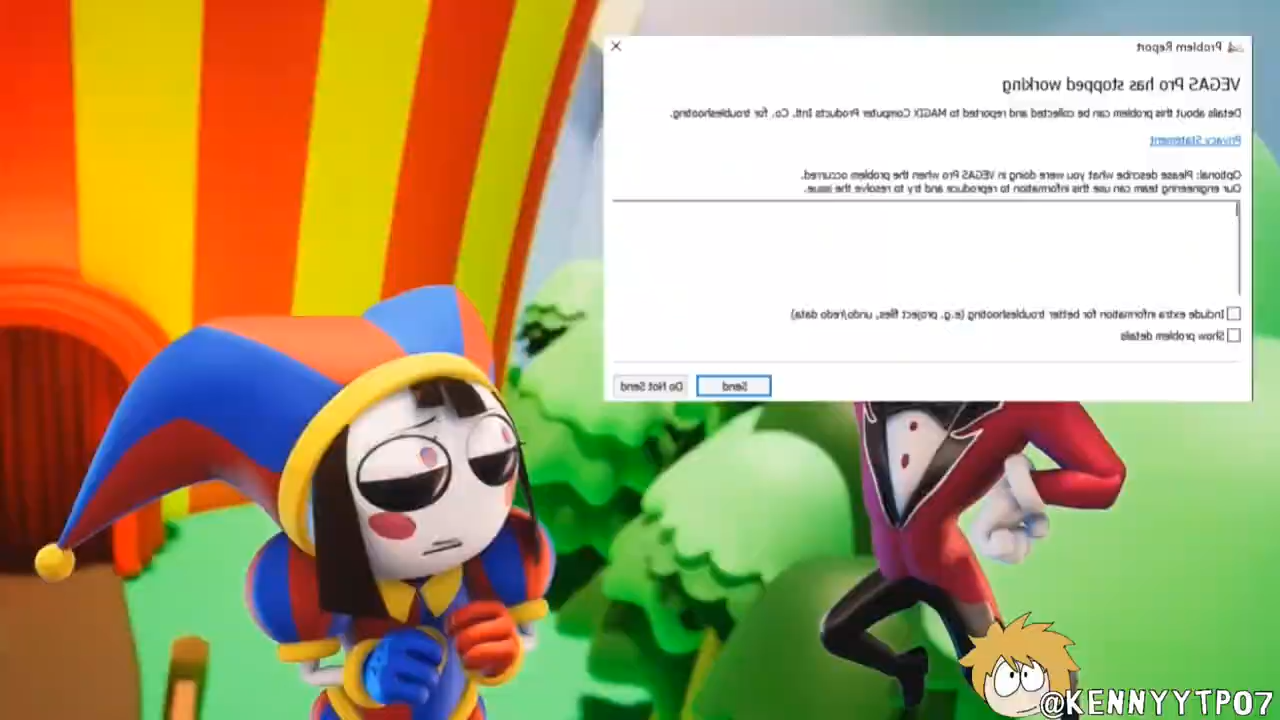 Problem Report
VEGAS Pro has stopped working
Details about this problem can be collected and reported to MAGIX Computer Products Intl. Co. for troubleshooting.
Privacy Statement
Optional: Please describe what you were doing in VEGAS Pro when the problem occurred.
Our engineering team can use this information to reproduce and try to resolve the issue.
Include extra information for better troubleshooting (e.g. project files, undo/redo data)
Show problem details
Send
Do Not Send
@KENNYYTP07